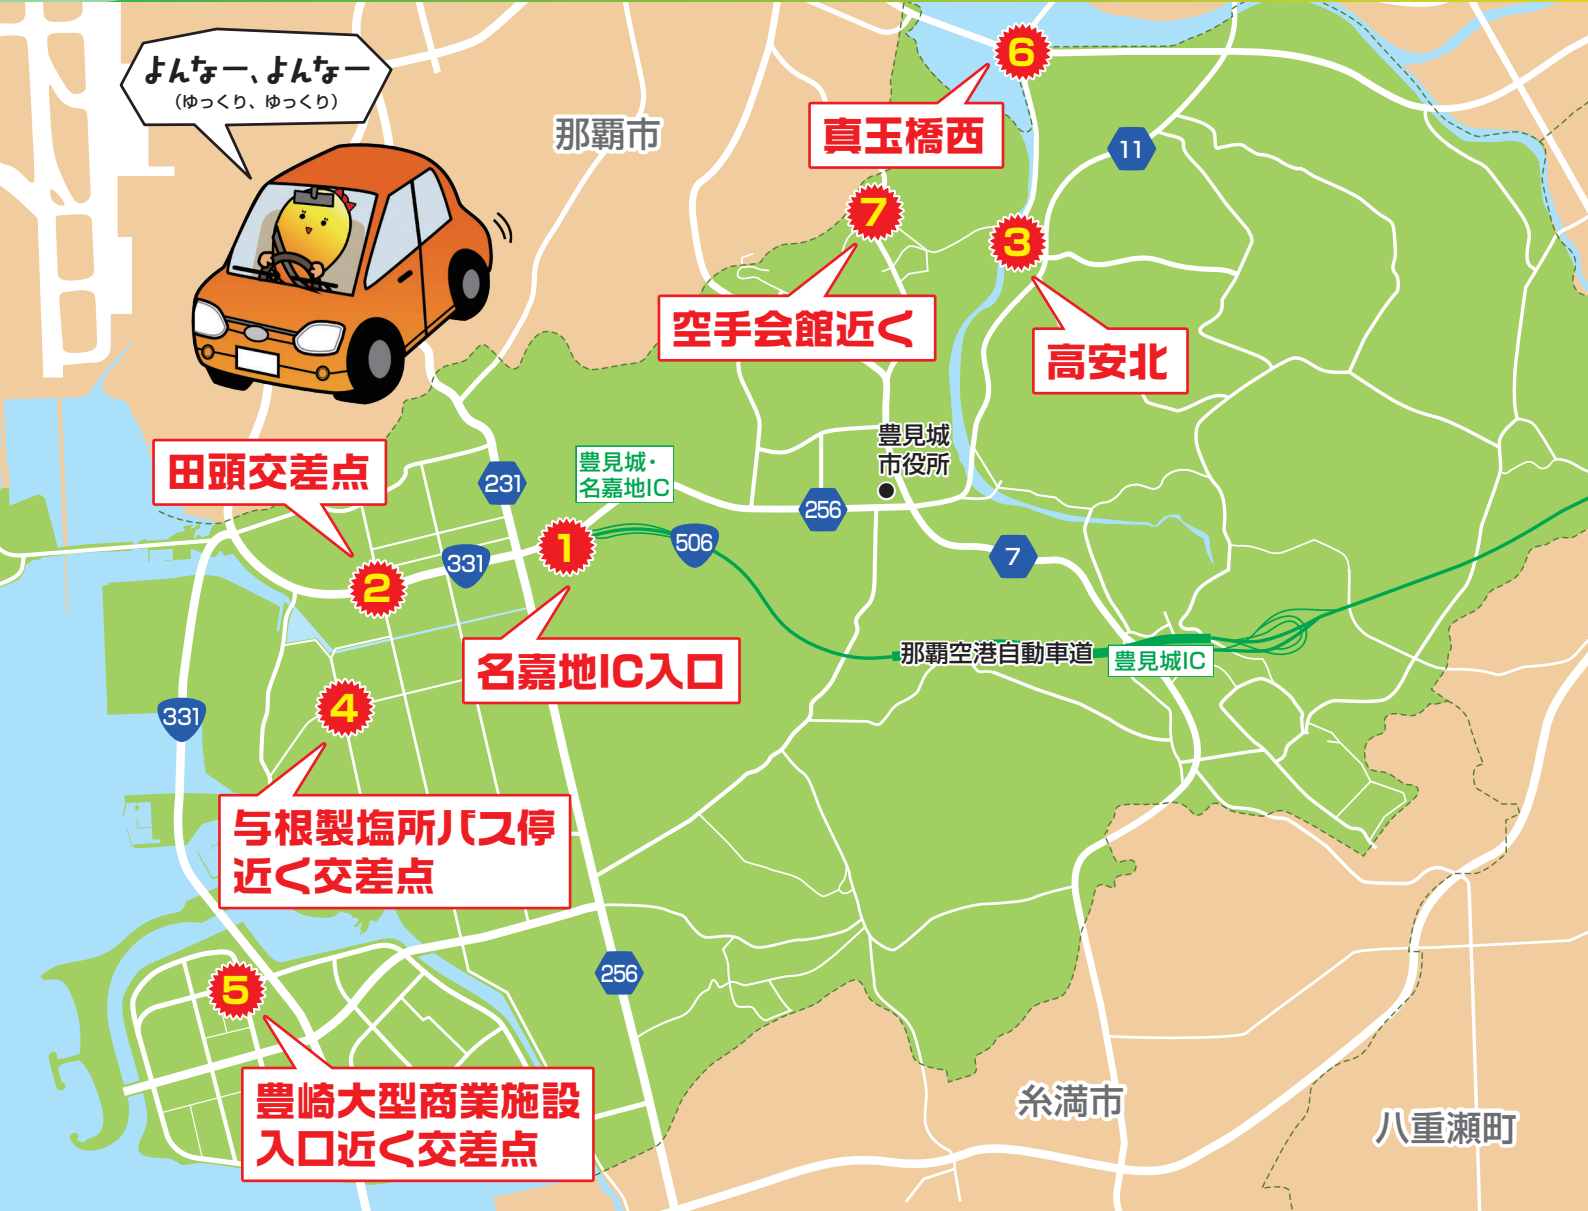 よんなー、よんなー
(ゆっくり、ゆっくり)
那覇市
6
真玉橋西
11
7
3
空手会館近く
高安北
豊見城
市役所
田頭交差点
231
豊見城・
名嘉地IC
256
1
506
331
7
2
名嘉地IC入口
那覇空港自動車道
豊見城IC
4
331
与根製塩所バス停
近く交差点
5
256
豊崎大型商業施設
入口近く交差点
糸満市
八重瀬町